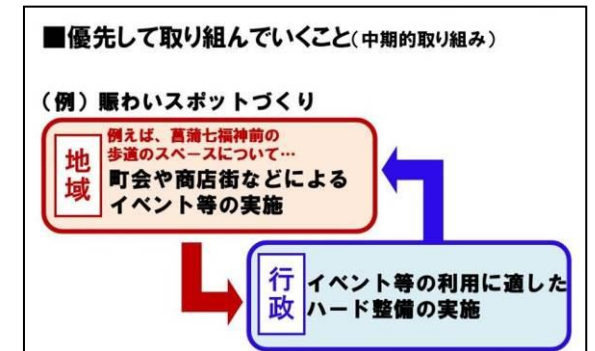 ■優先して取り組んでいくこと(中期的取り組み)
(例)賑わいスポットづくり
地域
例えば、菖蒲七福神前の
歩道のスペースについて…
町会や商店街などによる
イベント等の実施
行政
イベント等の利用に適した
ハード整備の実施